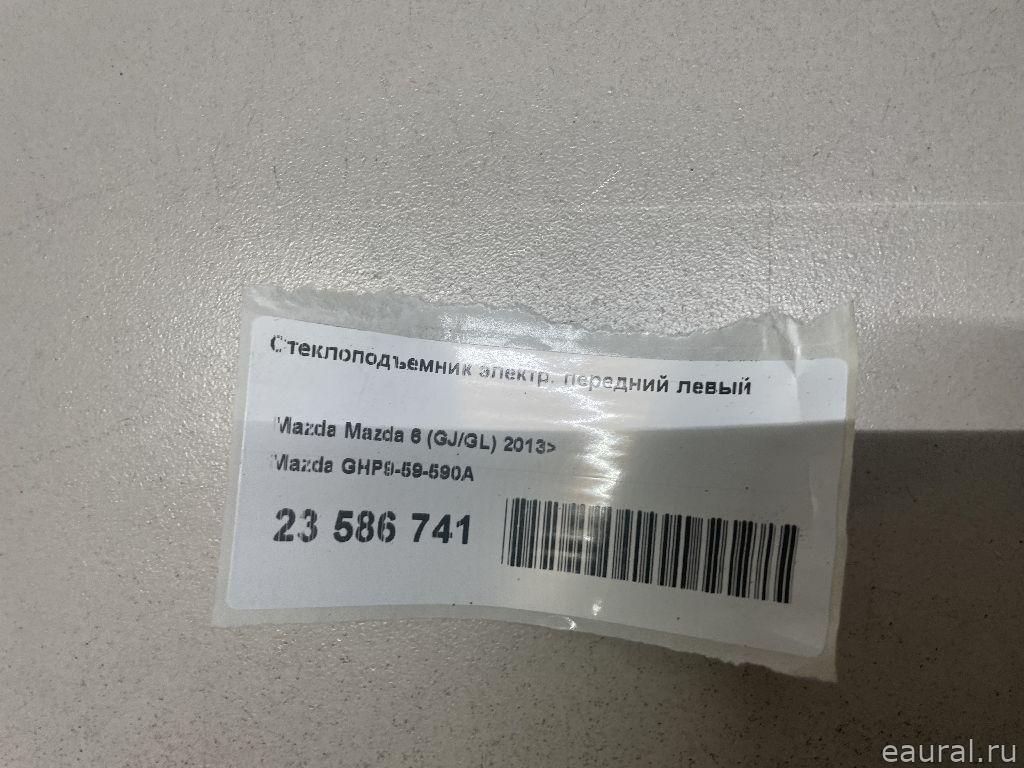 Стеклоподъемник электр. передний левый
Mazda Mazda 6 (GJ/GL) 2013>
Mazda GHP9-59-590A
23 586 741
eaural.ru